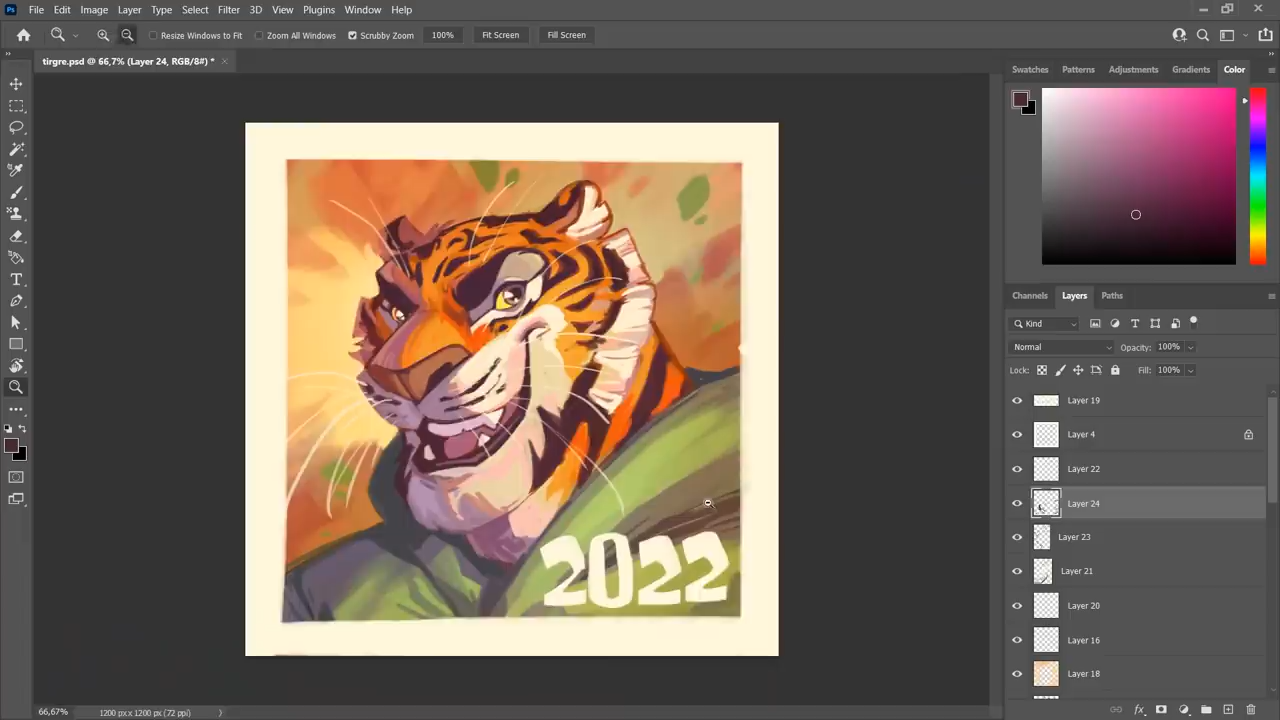 Ps File Edit Image Layer Type Select Filter 3D View Plugins Window Help
Resize Windows to Fit Zoom All Windows Scrubby Zoom 100% Fit Screen Fill Screen
tirgre.psd @ 66,7% (Layer 24, RGB/8#) *
Swatches Patterns Adjustments Gradients Color
Channels Layers Paths
Kind
Normal Opacity: 100%
Lock: Fill: 100%
Layer 19
Layer 4
Layer 22
Layer 24
Layer 23
Layer 21
Layer 20
Layer 16
Layer 18
2022
66,67% 1200 px x 1200 px (72 ppi)